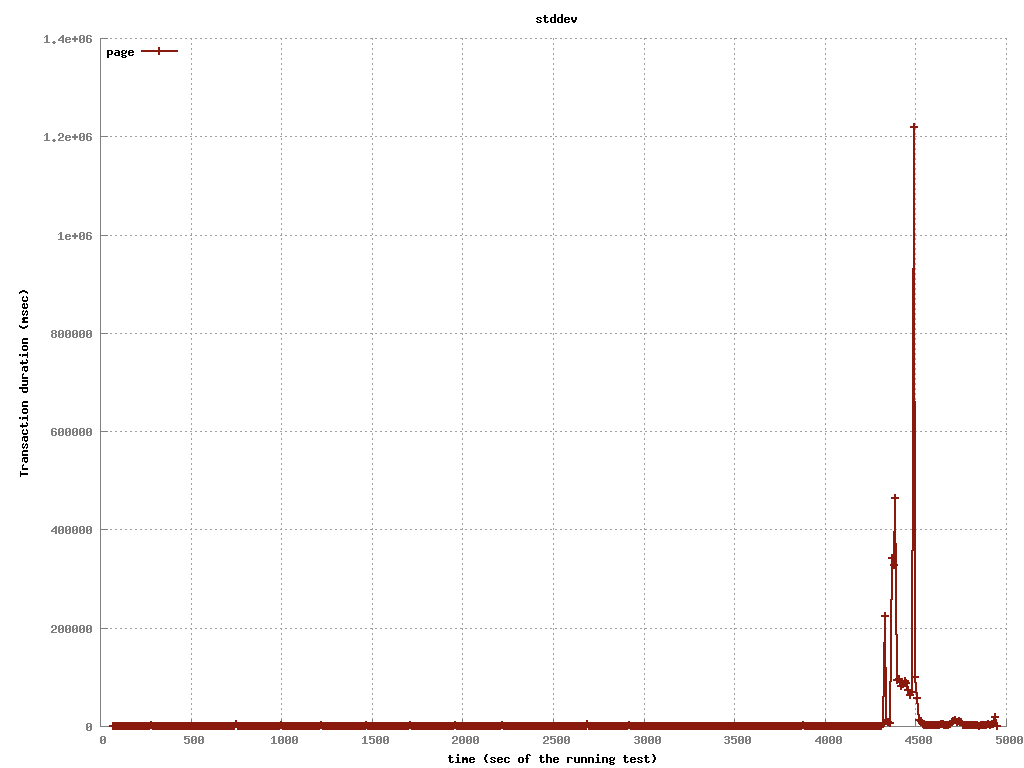 stddev
1.4e+06
page
1.2e+06
1e+06
800000
600000
400000
200000
0
Transaction duration (msec)
0 500 1000 1500 2000 2500 3000 3500 4000 4500 5000
time (sec of the running test)